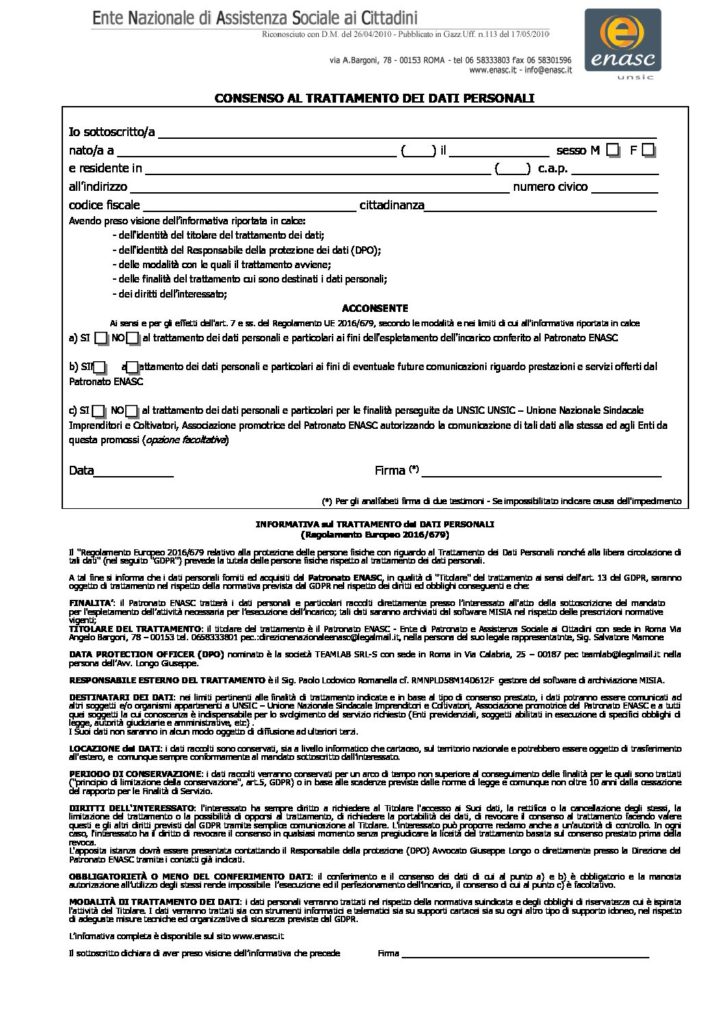 Ente Nazionale di Assistenza Sociale ai Cittadini
Riconosciuto con D.M. del 26/04/2010 - Pubblicato in Gazz.Uff. n.113 del 17/05/2010
via A.Bargoni, 78 - 00153 ROMA - tel 06 58333803 fax 06 58301596
www.enasc.it - info@enasc.it
enasc
unsic
CONSENSO AL TRATTAMENTO DEI DATI PERSONALI
Io sottoscritto/a
nato/a a ( ) il sesso M F
e residente in ( ) c.a.p.
all'indirizzo numero civico
codice fiscale cittadinanza
Avendo preso visione dell'informativa riportata in calce:
- dell'identità del titolare del trattamento dei dati;
- dell'identità del Responsabile della protezione dei dati (DPO);
- delle modalità con le quali il trattamento avviene;
- delle finalità del trattamento cui sono destinati i dati personali;
- dei diritti dell'interessato;
ACCONSENTE
Ai sensi e per gli effetti dell'art. 7 e ss. del Regolamento UE 2016/679, secondo le modalità e nei limiti di cui all'informativa riportata in calce
a) SI NO al trattamento dei dati personali e particolari ai fini dell'espletamento dell'incarico conferito al Patronato ENASC
b) SI al trattamento dei dati personali e particolari ai fini di eventuale future comunicazioni riguardo prestazioni e servizi offerti dal
Patronato ENASC
c) SI NO al trattamento dei dati personali e particolari per le finalità perseguite da UNSIC UNSIC – Unione Nazionale Sindacale
Imprenditori e Coltivatori, Associazione promotrice del Patronato ENASC autorizzando la comunicazione di tali dati alla stessa ed agli Enti da
questa promossi (opzione facoltativa)
Data Firma (*)
(*) Per gli analfabeti firma di due testimoni - Se impossibilitato indicare causa dell'impedimento
INFORMATIVA sul TRATTAMENTO dei DATI PERSONALI
(Regolamento Europeo 2016/679)
Il "Regolamento Europeo 2016/679 relativo alla protezione delle persone fisiche con riguardo al Trattamento dei Dati Personali nonché alla libera circolazione di
tali dati" (nel seguito "GDPR") prevede la tutela delle persone fisiche rispetto al trattamento dei dati personali.
A tal fine si informa che i dati personali forniti ed acquisiti dal Patronato ENASC, in qualità di "Titolare" del trattamento ai sensi dell'art. 13 del GDPR, saranno
oggetto di trattamento nel rispetto della normativa prevista dal GDPR nel rispetto dei diritti ed obblighi conseguenti e che:
FINALITA': il Patronato ENASC tratterà i dati personali e particolari raccolti direttamente presso l'interessato all'atto della sottoscrizione del mandato
per l'espletamento dell'attività necessaria per l'esecuzione dell'incarico; tali dati saranno archiviati dal software MISIA nel rispetto delle prescrizioni normative
vigenti;
TITOLARE DEL TRATTAMENTO: il titolare del trattamento è il Patronato ENASC - Ente di Patronato e Assistenza Sociale ai Cittadini con sede in Roma Via
Angelo Bargoni, 78 – 00153 tel. 0658333801 pec.:direzionenazionaleenasc@legalmail.it, nella persona del suo legale rappresentatnte, Sig. Salvatore Mamone
DATA PROTECTION OFFICER (DPO) nominato è la società TEAMLAB SRL-S con sede in Roma in Via Calabria, 25 – 00187 pec teamlab@legalmail.it nella
persona dell'Avv. Longo Giuseppe.
RESPONSABILE ESTERNO DEL TRATTAMENTO è il Sig. Paolo Lodovico Romanella cf. RMNPLD58M14D612F gestore del software di archiviazione MISIA.
DESTINATARI DEI DATI: nei limiti pertinenti alle finalità di trattamento indicate e in base al tipo di consenso prestato, i dati potranno essere comunicati ad
altri soggetti e/o organismi appartenenti a UNSIC – Unione Nazionale Sindacale Imprenditori e Coltivatori, Associazione promotrice del Patronato ENASC e a tutti
quei soggetti la cui conoscenza è indispensabile per lo svolgimento del servizio richiesto (Enti previdenziali, soggetti abilitati in esecuzione di specifici obblighi di
legge, autorità giudiziarie e amministrative, etc) .
I Suoi dati non saranno in alcun modo oggetto di diffusione ad ulteriori terzi.
LOCAZIONE dei DATI: i dati raccolti sono conservati, sia a livello informatico che cartaceo, sul territorio nazionale e potrebbero essere oggetto di trasferimento
all'estero, e comunque sempre conformemente al mandato sottoscritto dall'interessato.
PERIODO DI CONSERVAZIONE: i dati raccolti verranno conservati per un arco di tempo non superiore al conseguimento delle finalità per le quali sono trattati
("principio di limitazione della conservazione", art.5, GDPR) o in base alle scadenze previste dalle norme di legge e comunque non oltre 10 anni dalla cessazione
del rapporto per le Finalità di Servizio.
DIRITTI DELL'INTERESSATO: l'interessato ha sempre diritto a richiedere al Titolare l'accesso ai Suoi dati, la rettifica o la cancellazione degli stessi, la
limitazione del trattamento o la possibilità di opporsi al trattamento, di richiedere la portabilità dei dati, di revocare il consenso al trattamento facendo valere
questi e gli altri diritti previsti dal GDPR tramite semplice comunicazione al Titolare. L'interessato può proporre reclamo anche a un'autorità di controllo. In ogni
caso, l'interessato ha il diritto di revocare il consenso in qualsiasi momento senza pregiudicare la liceità del trattamento basata sul consenso prestato prima della
revoca.
L'apposita istanza dovrà essere presentata contattando il Responsabile della protezione (DPO) Avvocato Giuseppe Longo o direttamente presso la Direzione del
Patronato ENASC tramite i contatti già indicati.
OBBLIGATORIETÀ O MENO DEL CONFERIMENTO DATI: il conferimento e il consenso dei dati di cui al punto a) e b) è obbligatorio e la mancata
autorizzazione all'utilizzo degli stessi rende impossibile l'esecuzione ed il perfezionamento dell'incarico, il consenso di cui al punto c) è facoltativo.
MODALITÀ DI TRATTAMENTO DEI DATI: i dati personali verranno trattati nel rispetto della normativa suindicata e degli obblighi di riservatezza cui è ispirata
l'attività del Titolare. I dati verranno trattati sia con strumenti informatici e telematici sia su supporti cartacei sia su ogni altro tipo di supporto idoneo, nel rispetto
di adeguate misure tecniche ed organizzative di sicurezza previste dal GDPR.
L'informativa completa è disponibile sul sito www.enasc.it
Il sottoscritto dichiara di aver preso visione dell'informativa che precede Firma